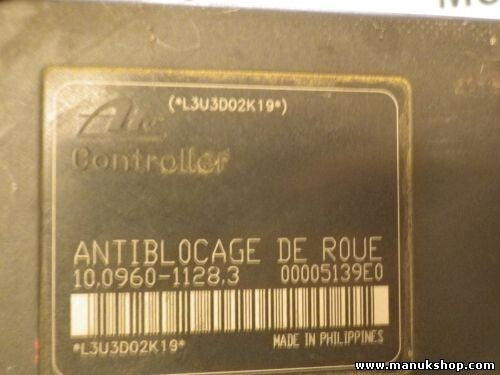 (*L3U3D02K19*)
Ate
Controller
ANTIBLOCAGE DE ROUE
10.0960-1128.3 00005139E0
*L3U3D02K19*
MADE IN PHILIPPINES
www.manukshop.com